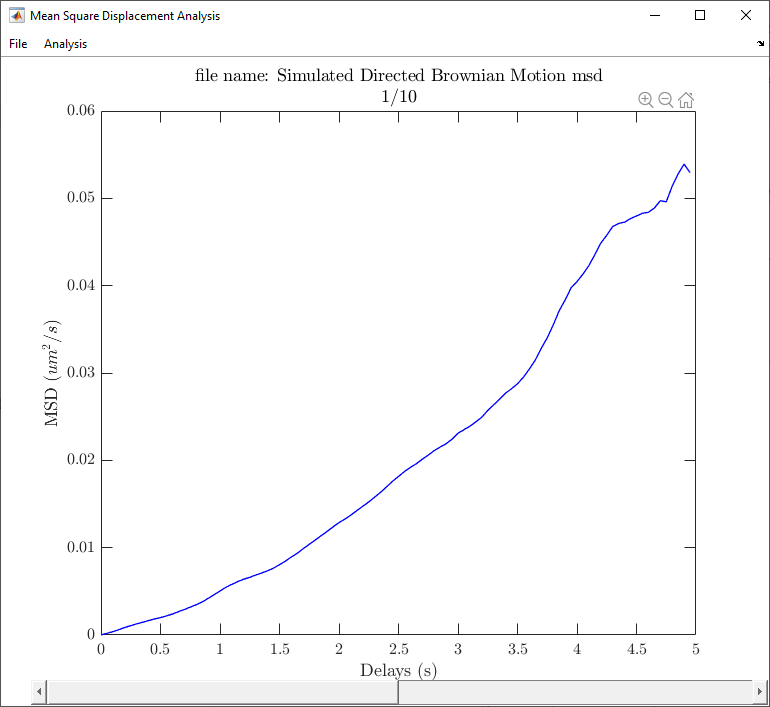 Mean Square Displacement Analysis
File Analysis
file name: Simulated Directed Brownian Motion msd
1/10
0.06
0.05
0.04
0.03
0.02
0.01
0
MSD (um²/s)
0 0.5 1 1.5 2 2.5 3 3.5 4 4.5 5
Delays (s)